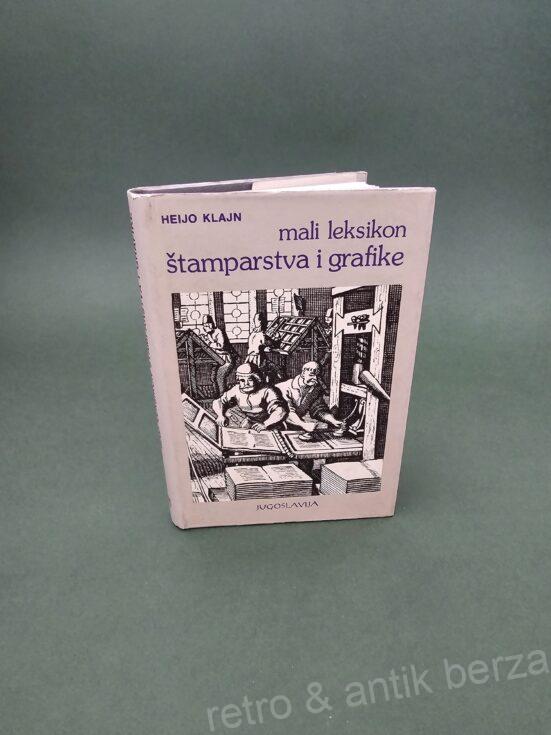 HEIJO KLAJN
mali leksikon
štamparstva i grafike
JUGOSLAVIJA
retro & antik berza